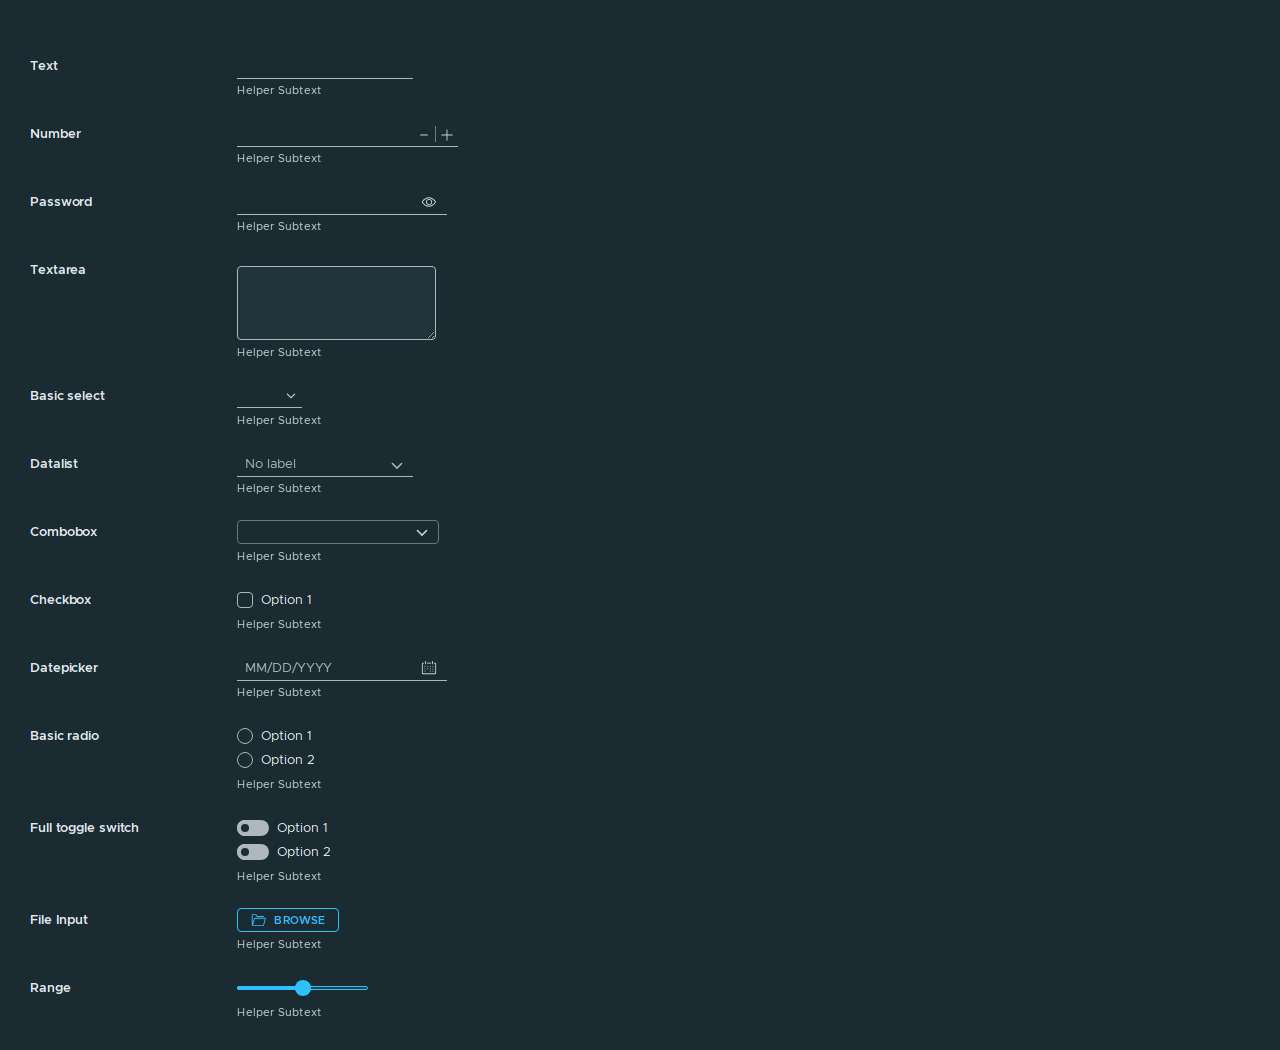 Text
Helper Subtext
Number
Helper Subtext
Password
Helper Subtext
Textarea
Helper Subtext
Basic select
Helper Subtext
Datalist No label
Helper Subtext
Combobox
Helper Subtext
Checkbox Option 1
Helper Subtext
Datepicker MM/DD/YYYY
Helper Subtext
Basic radio Option 1
Option 2
Helper Subtext
Full toggle switch Option 1
Option 2
Helper Subtext
File Input BROWSE
Helper Subtext
Range
Helper Subtext